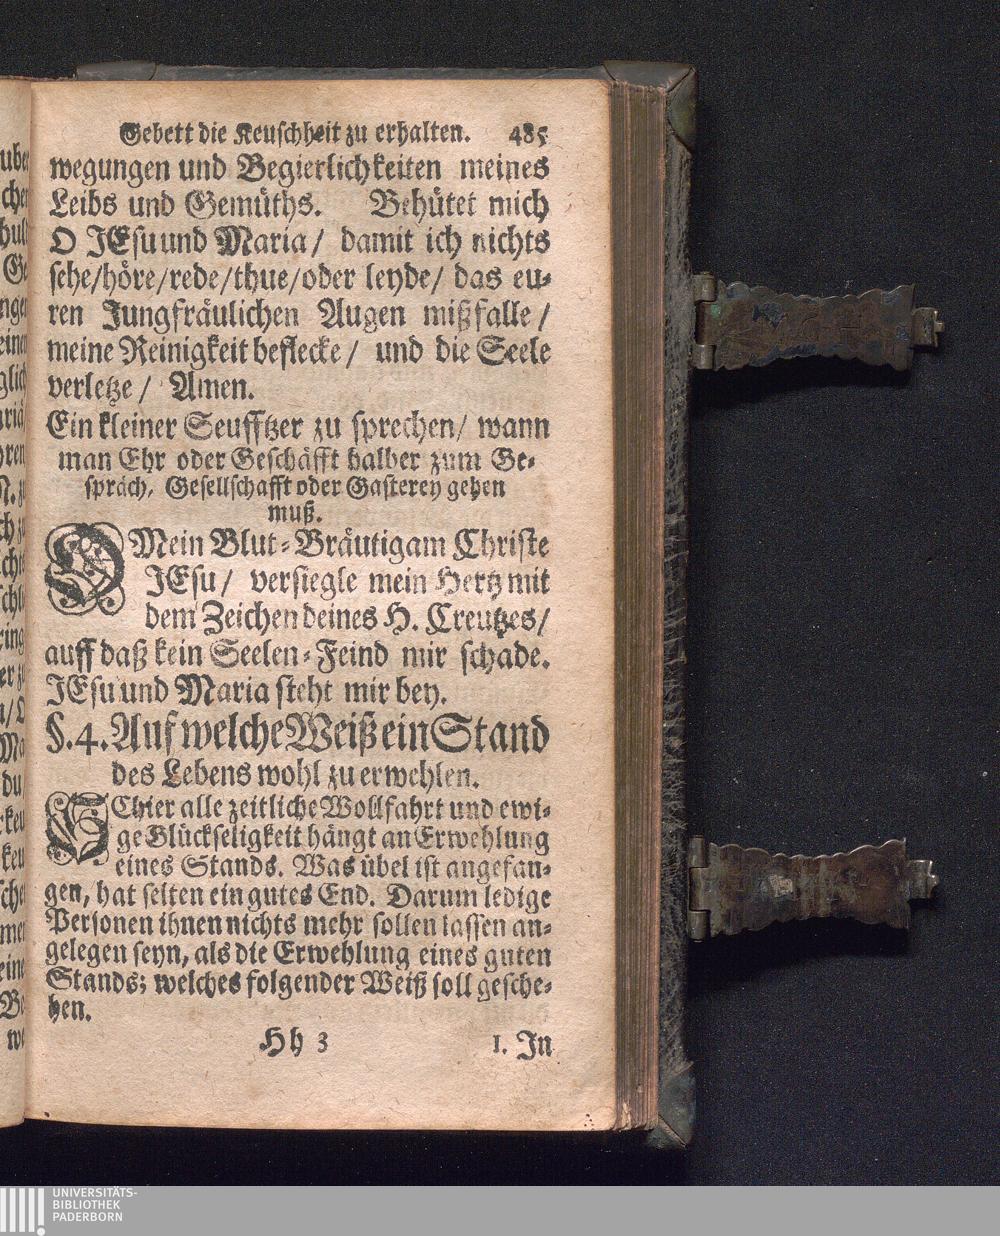 Gebett die Keuschheit zu erhalten. 485
wegungen und Begierlichkeiten meines
Leibs und Gemüths. Behütet mich
O JEsu und Maria / damit ich nichts
sehe/höre/rede/thue/oder leyde/ das eu-
ren Jungfräulichen Augen mißfalle /
meine Reinigkeit beflecke / und die Seele
verletze / Amen.
Ein kleiner Seufftzer zu sprechen/ wann
man Ehr oder Geschäfft halber zum Ge-
spräch, Gesellschafft oder Gasterey gehen
muß.
O Mein Blut-Bräutigam Christe
JEsu / versiegle mein Hertz mit
dem Zeichen deines H. Creutzes/
auff daß kein Seelen-Feind mir schade.
JEsu und Maria steht mir bey.
§. 4. Auf welche Weiß ein Stand
des Lebens wohl zu erwehlen.
SChier alle zeitliche Wollfahrt und ewi-
ge Glückseligkeit hängt an Erwehlung
eines Stands. Was übel ist angefan-
gen, hat selten ein gutes End. Darum ledige
Personen ihnen nichts mehr sollen lassen an-
gelegen seyn, als die Erwehlung eines guten
Stands; welches folgender Weiß soll gesche-
hen.
Hh 3 1. In
UNIVERSITÄTS-
BIBLIOTHEK
PADERBORN